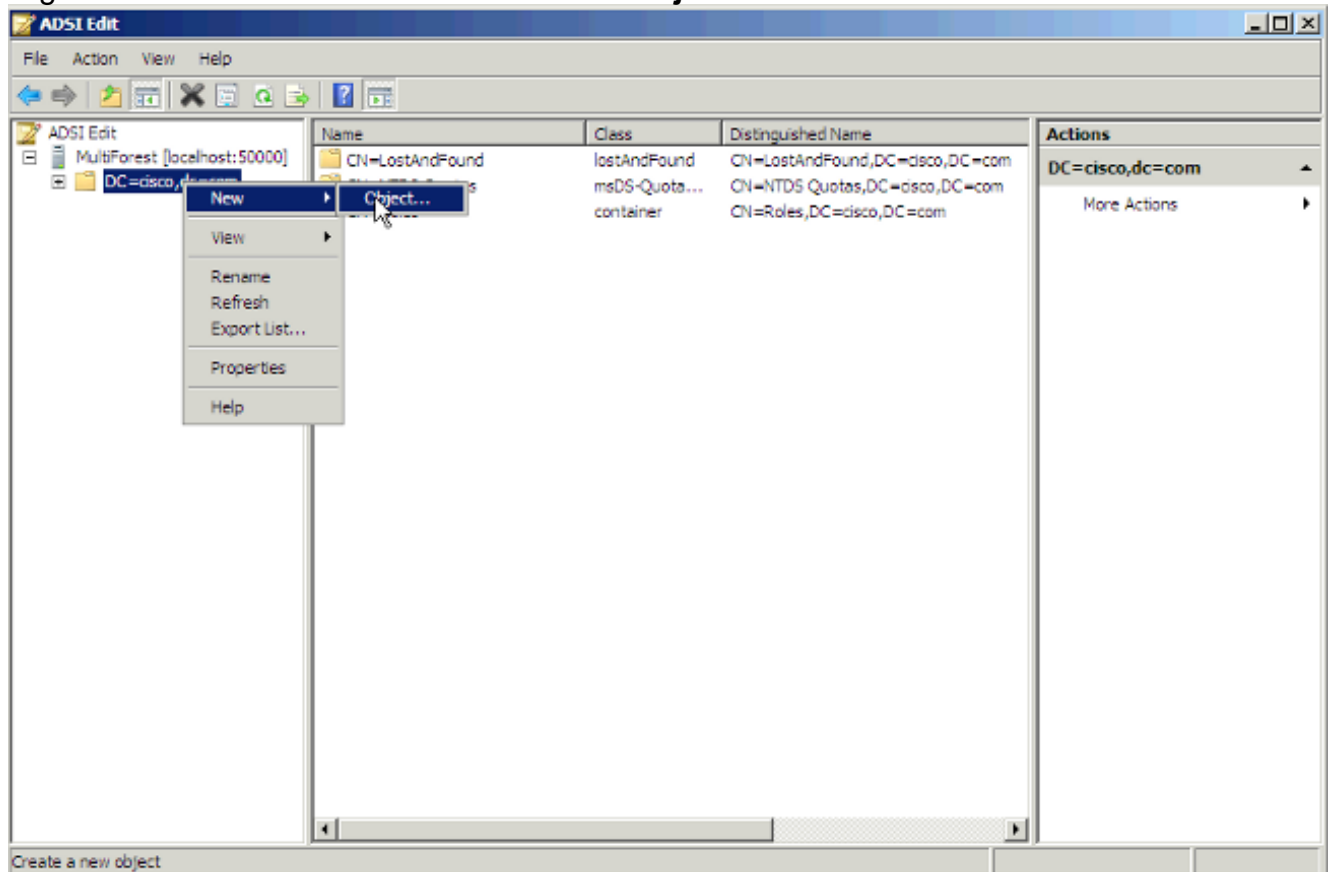 ADSI Edit
File Action View Help
ADSI Edit
MultiForest [localhost:50000]
Name Class Distinguished Name
CN=LostAndFound lostAndFound CN=LostAndFound,DC=cisco,DC=com
msDS-Quota... CN=NTDS Quotas,DC=cisco,DC=com
container CN=Roles,DC=cisco,DC=com
New
Object...
View
Rename
Refresh
Export List...
Properties
Help
Actions
DC=cisco,dc=com
More Actions
Create a new object